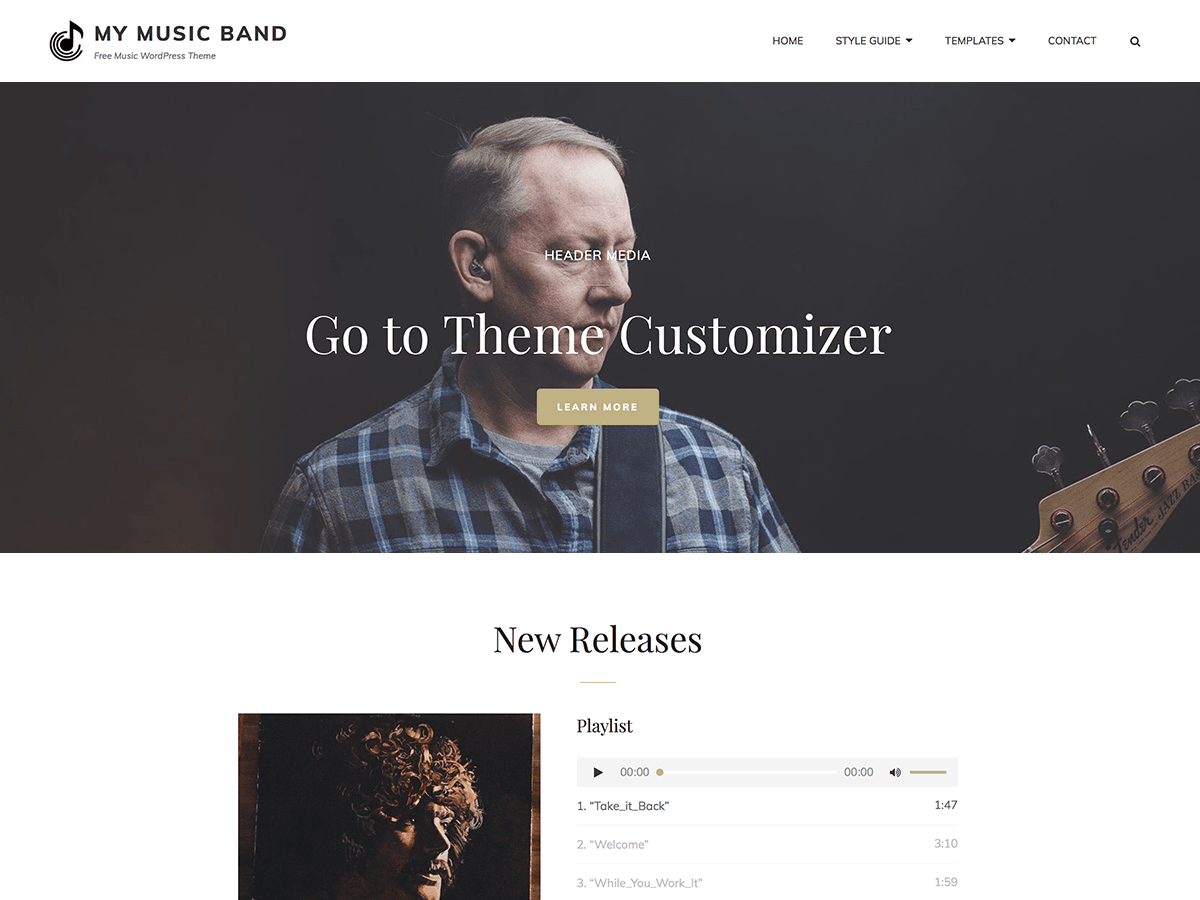 MY MUSIC BAND
Free Music WordPress Theme
HOME STYLE GUIDE TEMPLATES CONTACT
HEADER MEDIA
Go to Theme Customizer
LEARN MORE
Fender JAZZ BASS
New Releases
Playlist
00:00 00:00
1. “Take_it_Back” 1:47
2. “Welcome” 3:10
3. “While_You_Work_It” 1:59